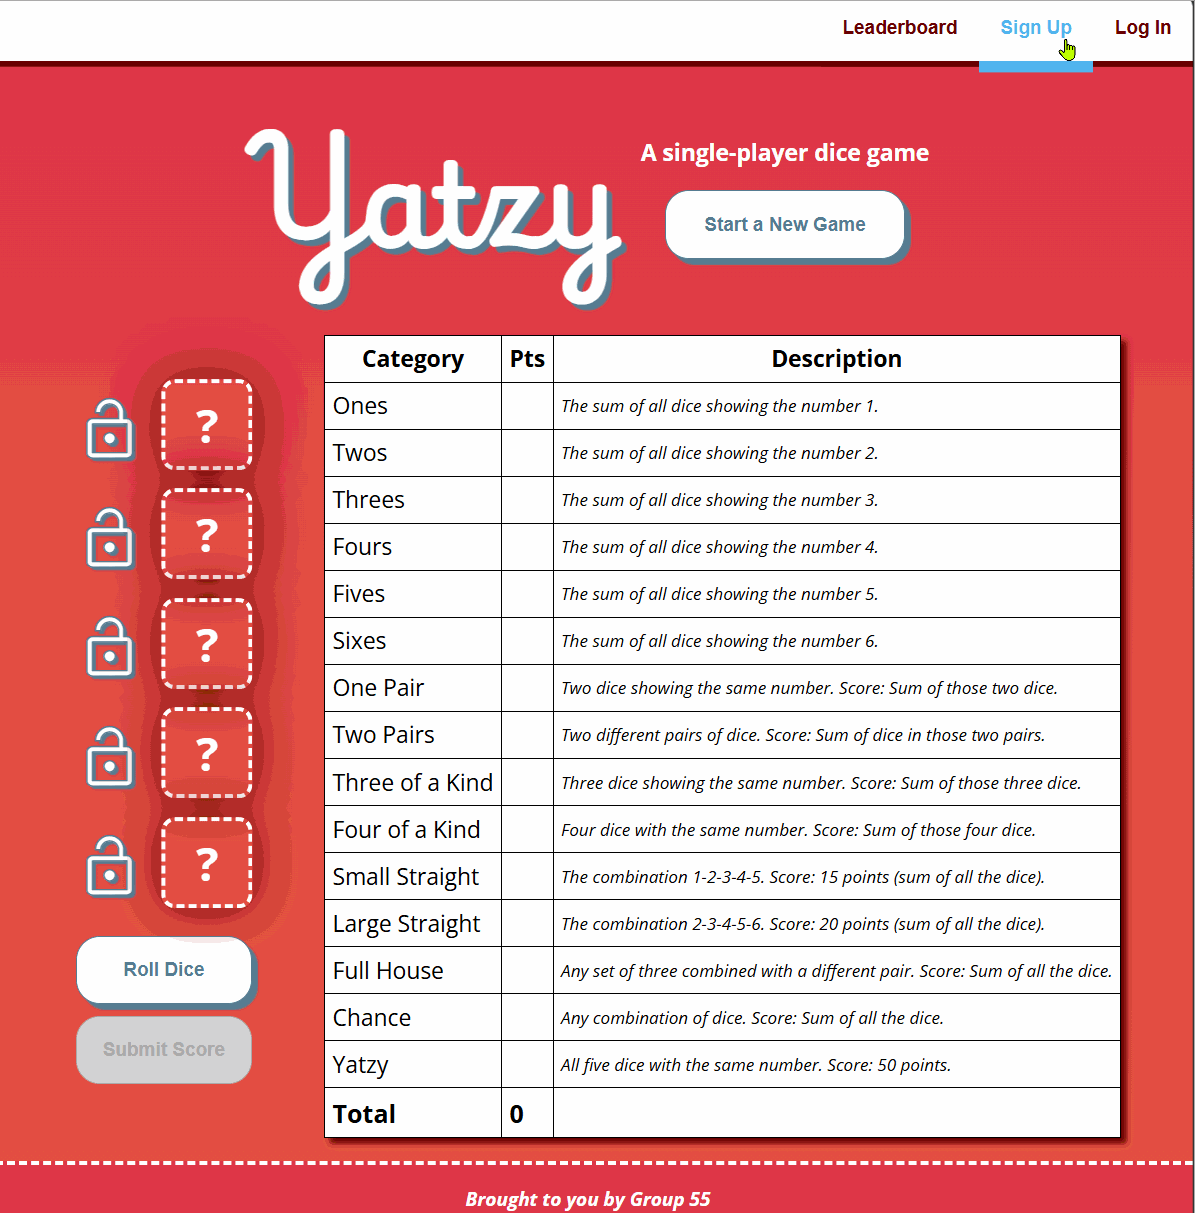 Leaderboard Sign Up Log In
Yatzy
A single-player dice game
Start a New Game
Category Pts Description
Ones The sum of all dice showing the number 1.
Twos The sum of all dice showing the number 2.
Threes The sum of all dice showing the number 3.
Fours The sum of all dice showing the number 4.
Fives The sum of all dice showing the number 5.
Sixes The sum of all dice showing the number 6.
One Pair Two dice showing the same number. Score: Sum of those two dice.
Two Pairs Two different pairs of dice. Score: Sum of dice in those two pairs.
Three of a Kind Three dice showing the same number. Score: Sum of those three dice.
Four of a Kind Four dice with the same number. Score: Sum of those four dice.
Small Straight The combination 1-2-3-4-5. Score: 15 points (sum of all the dice).
Large Straight The combination 2-3-4-5-6. Score: 20 points (sum of all the dice).
Full House Any set of three combined with a different pair. Score: Sum of all the dice.
Chance Any combination of dice. Score: Sum of all the dice.
Yatzy All five dice with the same number. Score: 50 points.
Total 0
?
?
?
?
?
Roll Dice
Submit Score
Brought to you by Group 55